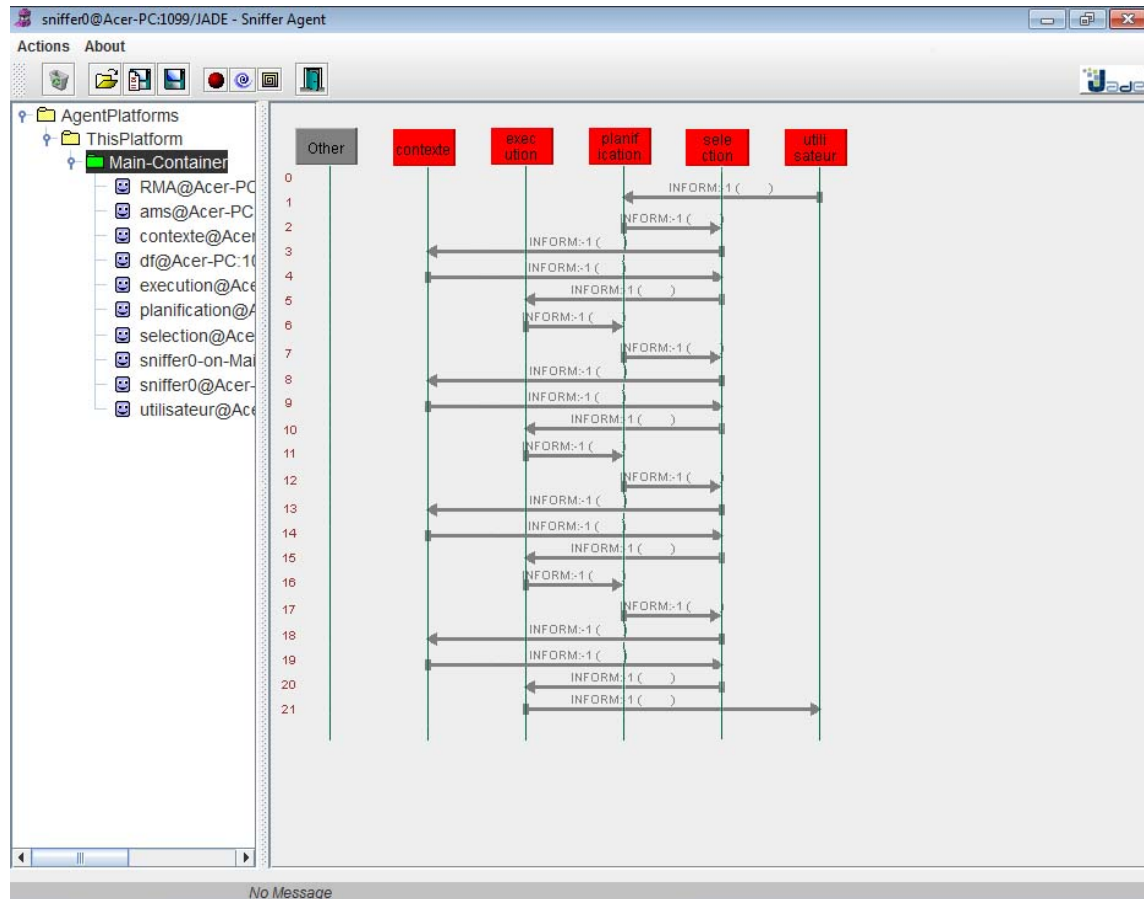 sniffer0@Acer-PC:1099/JADE - Sniffer Agent
Actions About
Jade
AgentPlatforms
ThisPlatform
Main-Container
RMA@Acer-PC
ams@Acer-PC
contexte@Acer
df@Acer-PC:10
execution@Ace
planification@A
selection@Ace
sniffer0-on-Mai
sniffer0@Acer-
utilisateur@Ace
Other
contexte
exec
ution
planif
ication
sele
ction
utili
sateur
0
INFORM:-1 ( )
1
INFORM:-1 ( )
2
INFORM:-1 ( )
3
INFORM:-1 ( )
4
INFORM:-1 ( )
5
INFORM:-1 ( )
6
INFORM:-1 ( )
7
INFORM:-1 ( )
8
INFORM:-1 ( )
9
INFORM:-1 ( )
10
INFORM:-1 ( )
11
INFORM:-1 ( )
12
INFORM:-1 ( )
13
INFORM:-1 ( )
14
INFORM:-1 ( )
15
INFORM:-1 ( )
16
INFORM:-1 ( )
17
INFORM:-1 ( )
18
INFORM:-1 ( )
19
INFORM:-1 ( )
20
INFORM:-1 ( )
21
No Message